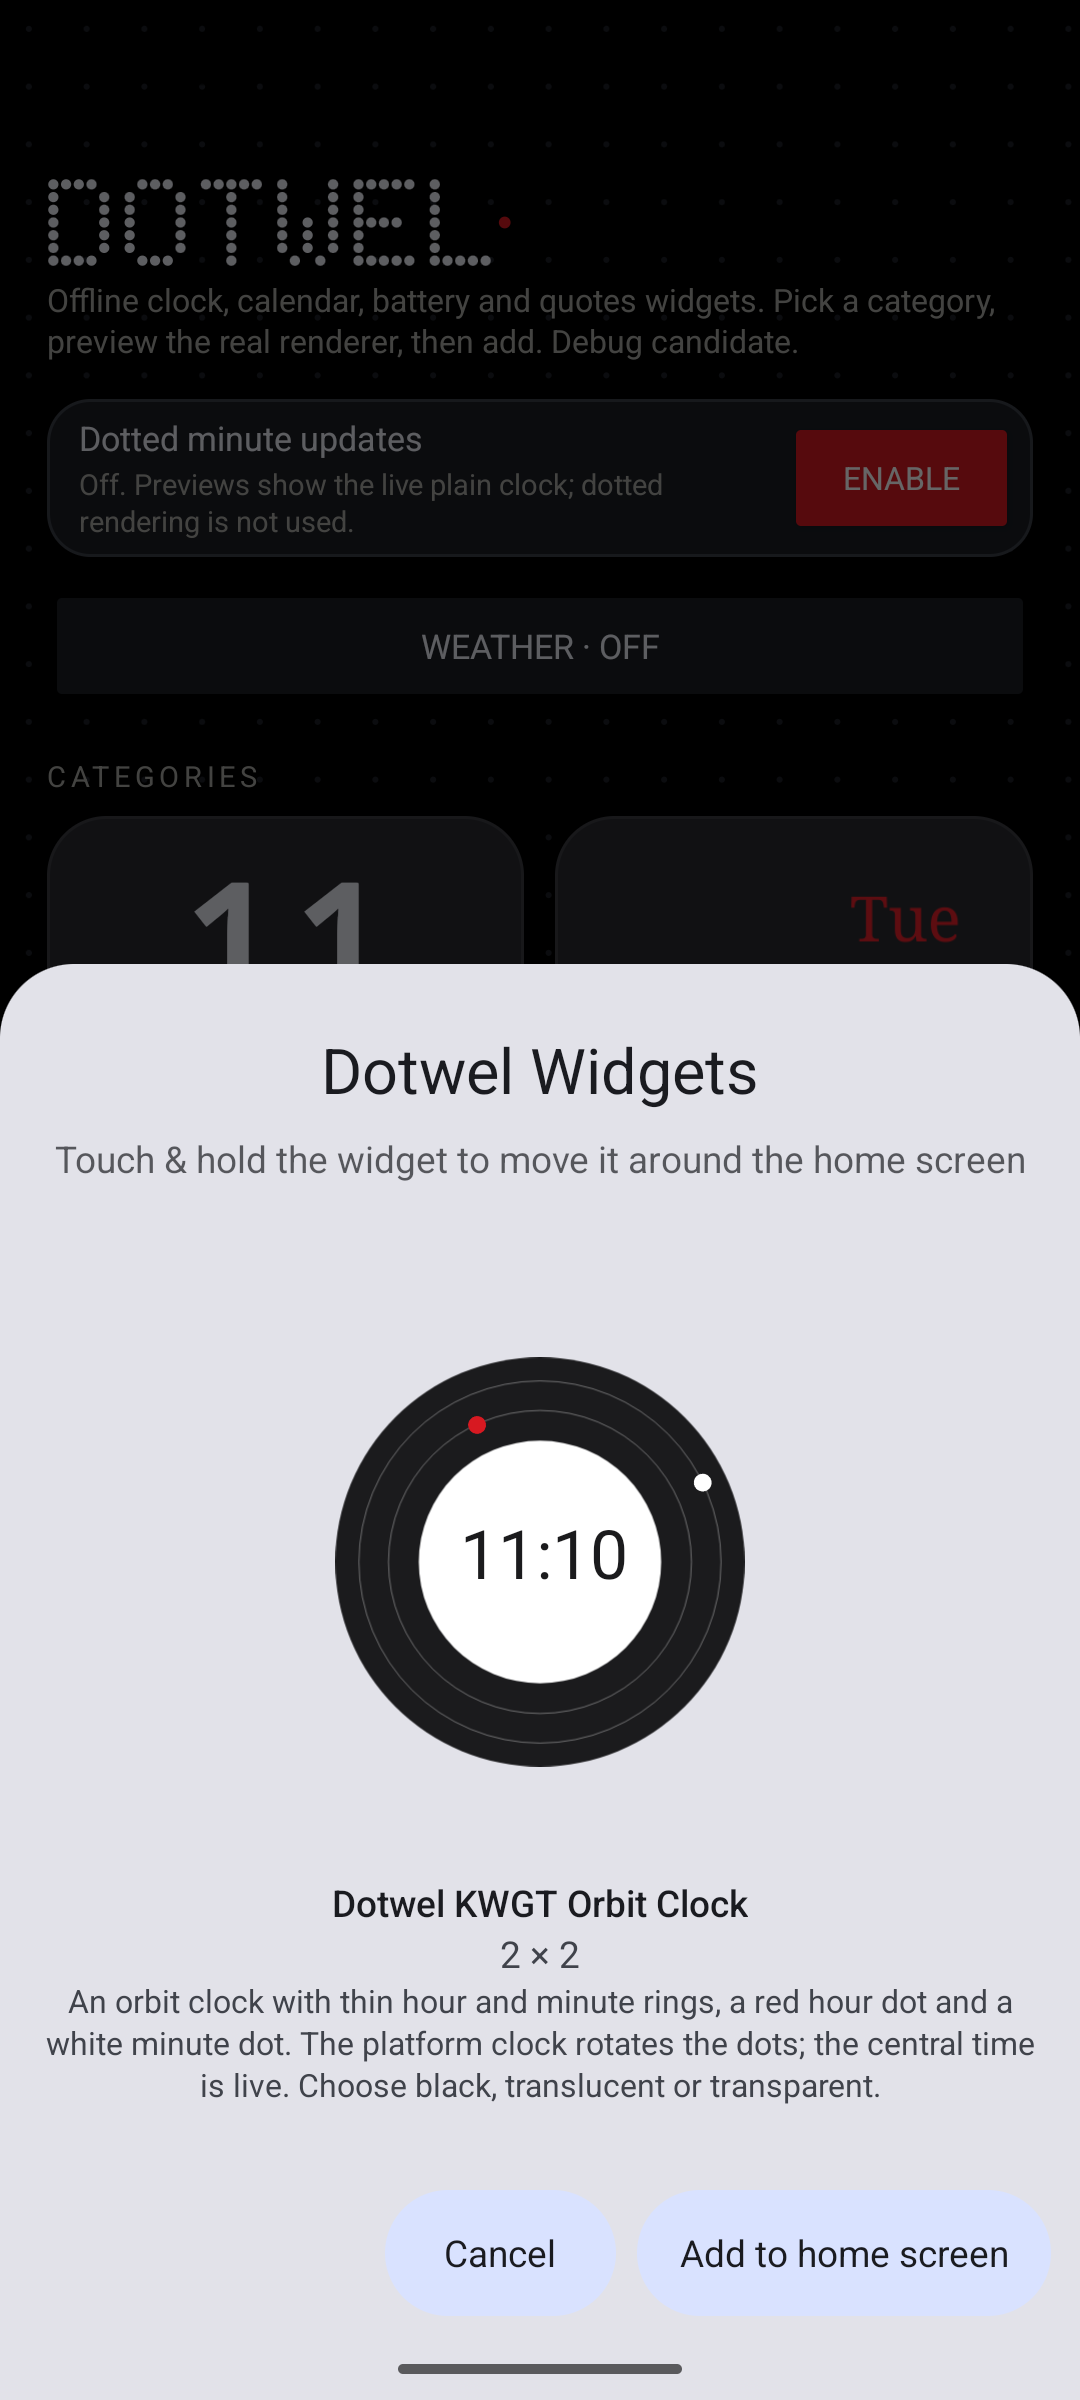 DOTWEL
Offline clock, calendar, battery and quotes widgets. Pick a category,
preview the real renderer, then add. Debug candidate.
Dotted minute updates
Off. Previews show the live plain clock; dotted
rendering is not used.
ENABLE
WEATHER · OFF
CATEGORIES
11
Tue
Dotwel Widgets
Touch & hold the widget to move it around the home screen
11:10
Dotwel KWGT Orbit Clock
2 × 2
An orbit clock with thin hour and minute rings, a red hour dot and a
white minute dot. The platform clock rotates the dots; the central time
is live. Choose black, translucent or transparent.
Cancel
Add to home screen